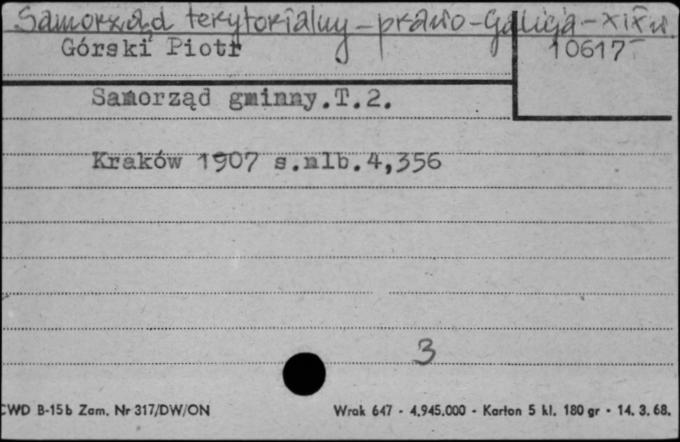 Samorząd terytorialny - prawo - Galicja - XIX w.
Górski Piotr
10617
Samorząd gminny.T.2.
Kraków 1907 s.nlb.4,356
3
CWD B-15b Zam. Nr 317/DW/ON
Wrak 647 - 4.945.000 - Karton 5 kl. 180 gr - 14. 3. 68.